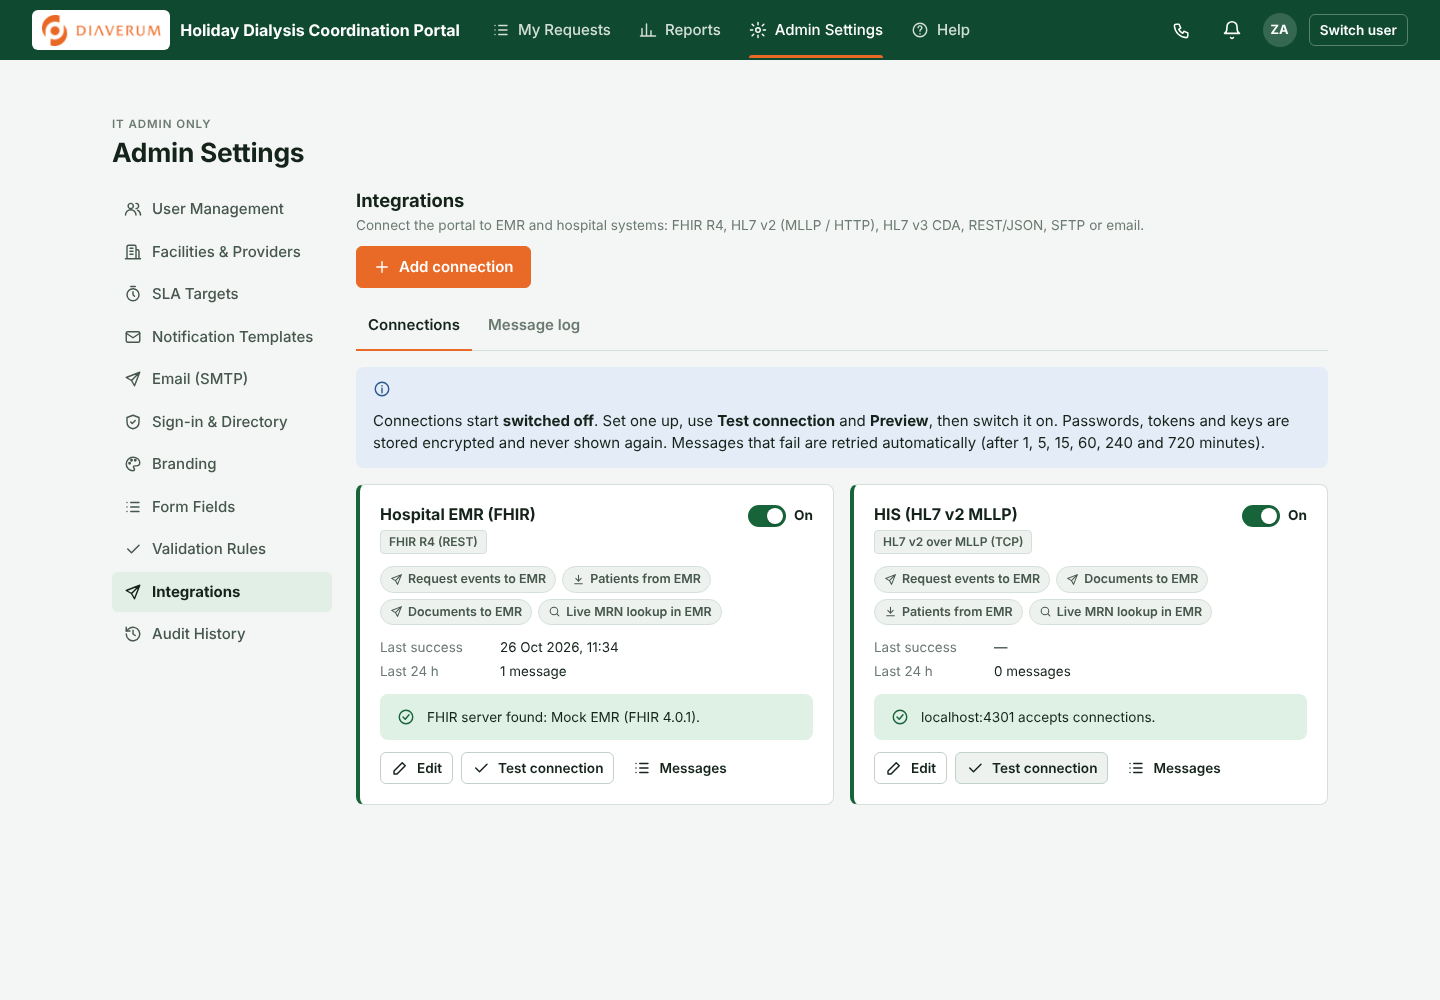 DIAVERUM
Holiday Dialysis Coordination Portal
My Requests
Reports
Admin Settings
Help
ZA
Switch user
IT ADMIN ONLY
Admin Settings
User Management
Facilities & Providers
SLA Targets
Notification Templates
Email (SMTP)
Sign-in & Directory
Branding
Form Fields
Validation Rules
Integrations
Audit History
Integrations
Connect the portal to EMR and hospital systems: FHIR R4, HL7 v2 (MLLP / HTTP), HL7 v3 CDA, REST/JSON, SFTP or email.
Add connection
Connections
Message log
Connections start switched off. Set one up, use Test connection and Preview, then switch it on. Passwords, tokens and keys are
stored encrypted and never shown again. Messages that fail are retried automatically (after 1, 5, 15, 60, 240 and 720 minutes).
Hospital EMR (FHIR)
On
FHIR R4 (REST)
Request events to EMR
Patients from EMR
Documents to EMR
Live MRN lookup in EMR
Last success 26 Oct 2026, 11:34
Last 24 h 1 message
FHIR server found: Mock EMR (FHIR 4.0.1).
Edit
Test connection
Messages
HIS (HL7 v2 MLLP)
On
HL7 v2 over MLLP (TCP)
Request events to EMR
Documents to EMR
Patients from EMR
Live MRN lookup in EMR
Last success —
Last 24 h 0 messages
localhost:4301 accepts connections.
Edit
Test connection
Messages